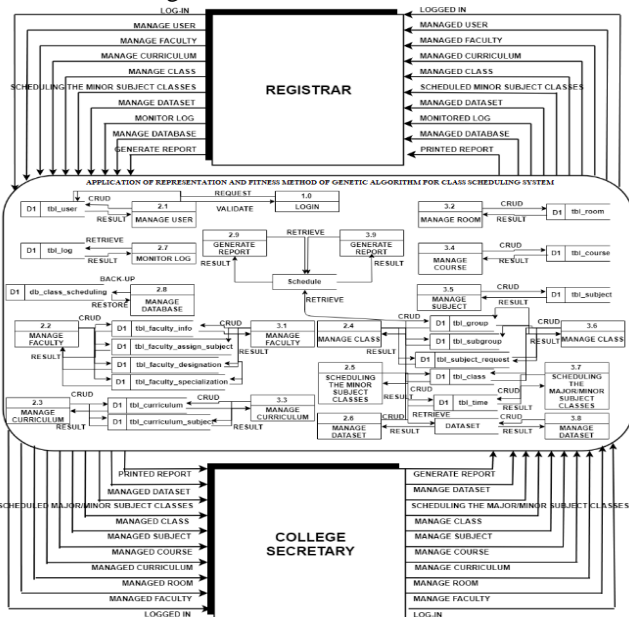 LOG-IN
MANAGE USER
MANAGE FACULTY
MANAGE CURRICULUM
MANAGE CLASS
SCHEDULING THE MINOR SUBJECT CLASSES
MANAGE DATASET
MONITOR LOG
MANAGE DATABASE
GENERATE REPORT
REGISTRAR
LOGGED IN
MANAGED USER
MANAGED FACULTY
MANAGED CURRICULUM
MANAGED CLASS
SCHEDULED MINOR SUBJECT CLASSES
MANAGED DATASET
MONITORED LOG
MANAGED DATABASE
PRINTED REPORT
APPLICATION OF REPRESENTATION AND FITNESS METHOD OF GENETIC ALGORITHM FOR CLASS SCHEDULING SYSTEM
D1 tbl_user
CRUD
RESULT
2.1
MANAGE USER
REQUEST
VALIDATE
1.0
LOGIN
3.2
MANAGE ROOM
CRUD
RESULT
D1 tbl_room
D1 tbl_log
RETRIEVE
RESULT
2.7
MONITOR LOG
2.9
GENERATE REPORT
RESULT
RETRIEVE
3.9
GENERATE REPORT
RESULT
Schedule
RETRIEVE
3.4
MANAGE COURSE
CRUD
RESULT
D1 tbl_course
D1 db_class_scheduling
BACK-UP
RESTORE
2.8
MANAGE DATABASE
3.5
MANAGE SUBJECT
CRUD
RESULT
D1 tbl_subject
2.2
MANAGE FACULTY
CRUD
RESULT
D1 tbl_faculty_info
D1 tbl_faculty_assign_subject
D1 tbl_faculty_designation
D1 tbl_faculty_specialization
CRUD
RESULT
3.1
MANAGE FACULTY
2.4
MANAGE CLASS
CRUD
RESULT
D1 tbl_group
D1 tbl_subgroup
D1 tbl_subject_request
D1 tbl_class
D1 tbl_time
CRUD
RESULT
3.6
MANAGE CLASS
2.5
SCHEDULING THE MINOR SUBJECT CLASSES
RESULT
CRUD
RETRIEVE
CRUD
RESULT
3.7
SCHEDULING THE MAJOR/MINOR SUBJECT CLASSES
2.3
MANAGE CURRICULUM
CRUD
RESULT
D1 tbl_curriculum
D1 tbl_curriculum_subject
CRUD
RESULT
3.3
MANAGE CURRICULUM
2.6
MANAGE DATASET
CRUD
RESULT
DATASET
CRUD
RESULT
3.8
MANAGE DATASET
PRINTED REPORT
MANAGED DATASET
SCHEDULED MAJOR/MINOR SUBJECT CLASSES
MANAGED CLASS
MANAGED SUBJECT
MANAGED COURSE
MANAGED CURRICULUM
MANAGED ROOM
MANAGED FACULTY
LOGGED IN
COLLEGE
SECRETARY
GENERATE REPORT
MANAGE DATASET
SCHEDULING THE MAJOR/MINOR SUBJECT CLASSES
MANAGE CLASS
MANAGE SUBJECT
MANAGE COURSE
MANAGE CURRICULUM
MANAGE ROOM
MANAGE FACULTY
LOG-IN